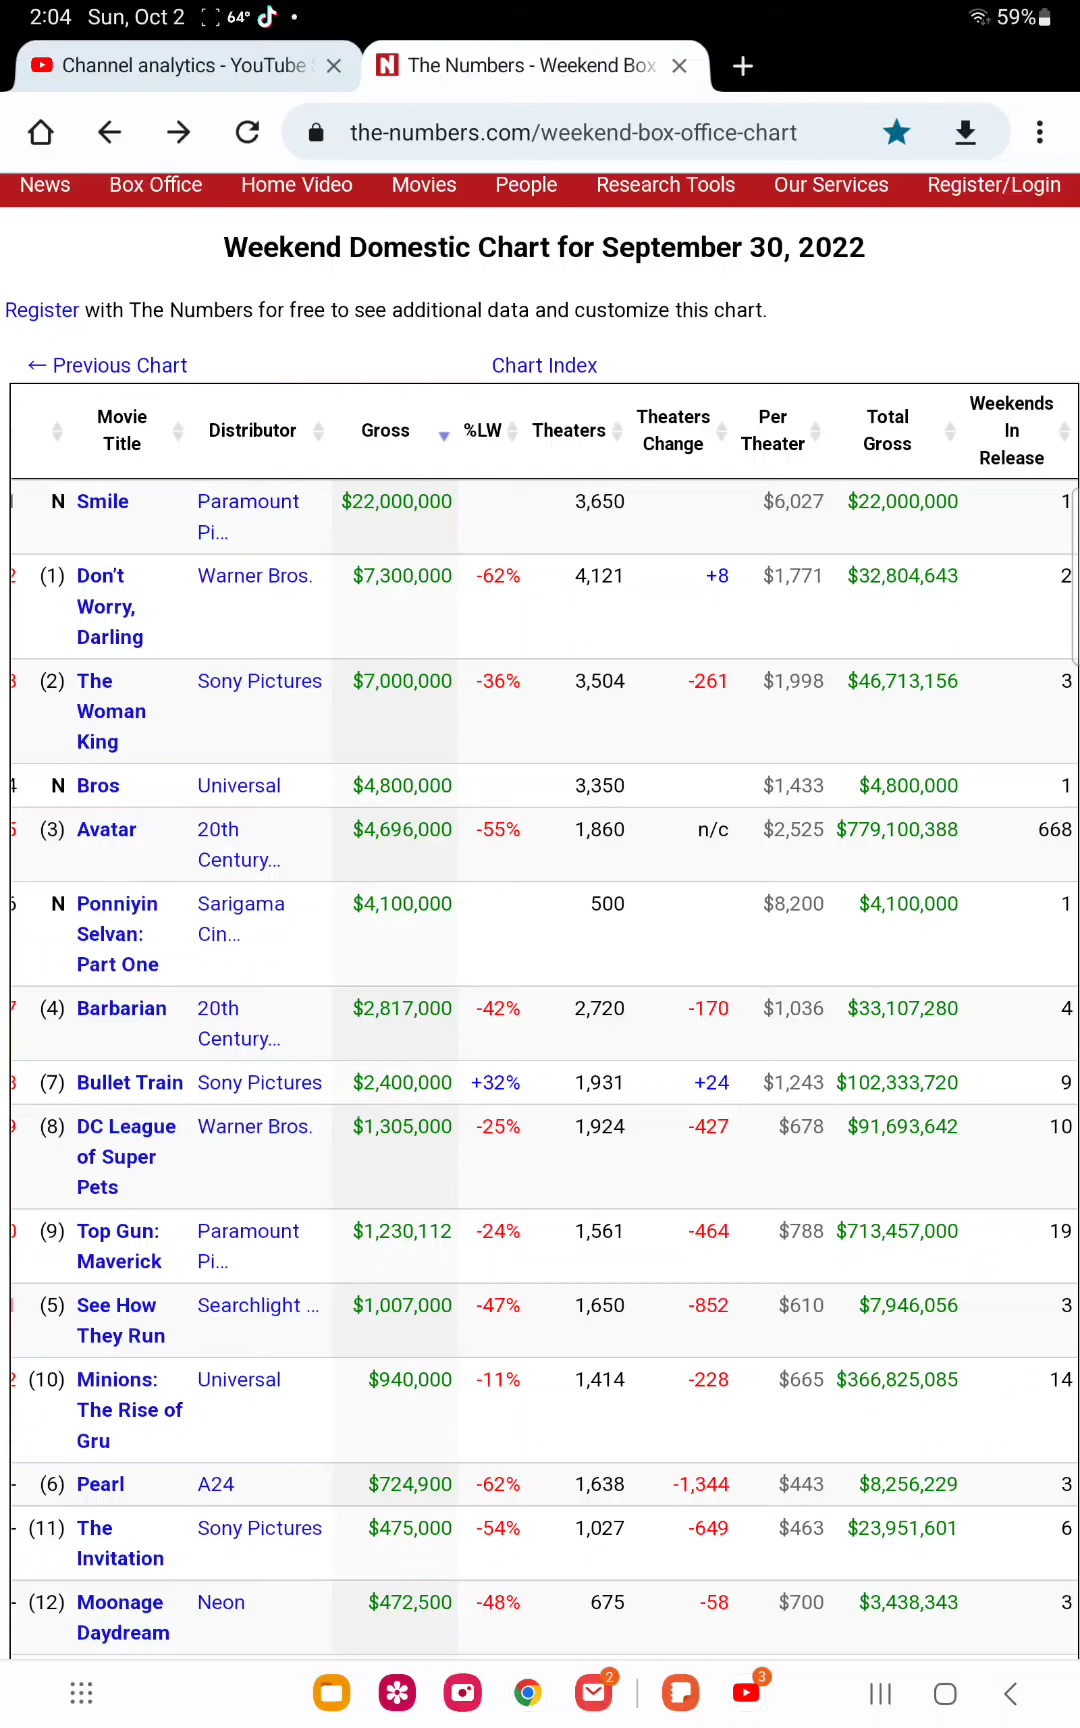 2:04 Sun, Oct 2 64° 59%
Channel analytics - YouTube The Numbers - Weekend Box
the-numbers.com/weekend-box-office-chart
News Box Office Home Video Movies People Research Tools Our Services Register/Login
Weekend Domestic Chart for September 30, 2022
Register with The Numbers for free to see additional data and customize this chart.
← Previous Chart Chart Index
Weekends
Movie Theaters Per Total
Distributor Gross %LW Theaters In
Title Change Theater Gross
Release
N Smile Paramount $22,000,000 3,650 $6,027 $22,000,000 1
Pi...
2 (1) Don't Warner Bros. $7,300,000 -62% 4,121 +8 $1,771 $32,804,643 2
Worry,
Darling
3 (2) The Sony Pictures $7,000,000 -36% 3,504 -261 $1,998 $46,713,156 3
Woman
King
4 N Bros Universal $4,800,000 3,350 $1,433 $4,800,000 1
5 (3) Avatar 20th $4,696,000 -55% 1,860 n/c $2,525 $779,100,388 668
Century...
N Ponniyin Sarigama $4,100,000 500 $8,200 $4,100,000 1
Selvan: Cin...
Part One
7 (4) Barbarian 20th $2,817,000 -42% 2,720 -170 $1,036 $33,107,280 4
Century...
(7) Bullet Train Sony Pictures $2,400,000 +32% 1,931 +24 $1,243 $102,333,720 9
(8) DC League Warner Bros. $1,305,000 -25% 1,924 -427 $678 $91,693,642 10
of Super
Pets
(9) Top Gun: Paramount $1,230,112 -24% 1,561 -464 $788 $713,457,000 19
Maverick Pi...
(5) See How Searchlight ... $1,007,000 -47% 1,650 -852 $610 $7,946,056 3
They Run
(10) Minions: Universal $940,000 -11% 1,414 -228 $665 $366,825,085 14
The Rise of
Gru
- (6) Pearl A24 $724,900 -62% 1,638 -1,344 $443 $8,256,229 3
- (11) The Sony Pictures $475,000 -54% 1,027 -649 $463 $23,951,601 6
Invitation
- (12) Moonage Neon $472,500 -48% 675 -58 $700 $3,438,343 3
Daydream
2 3